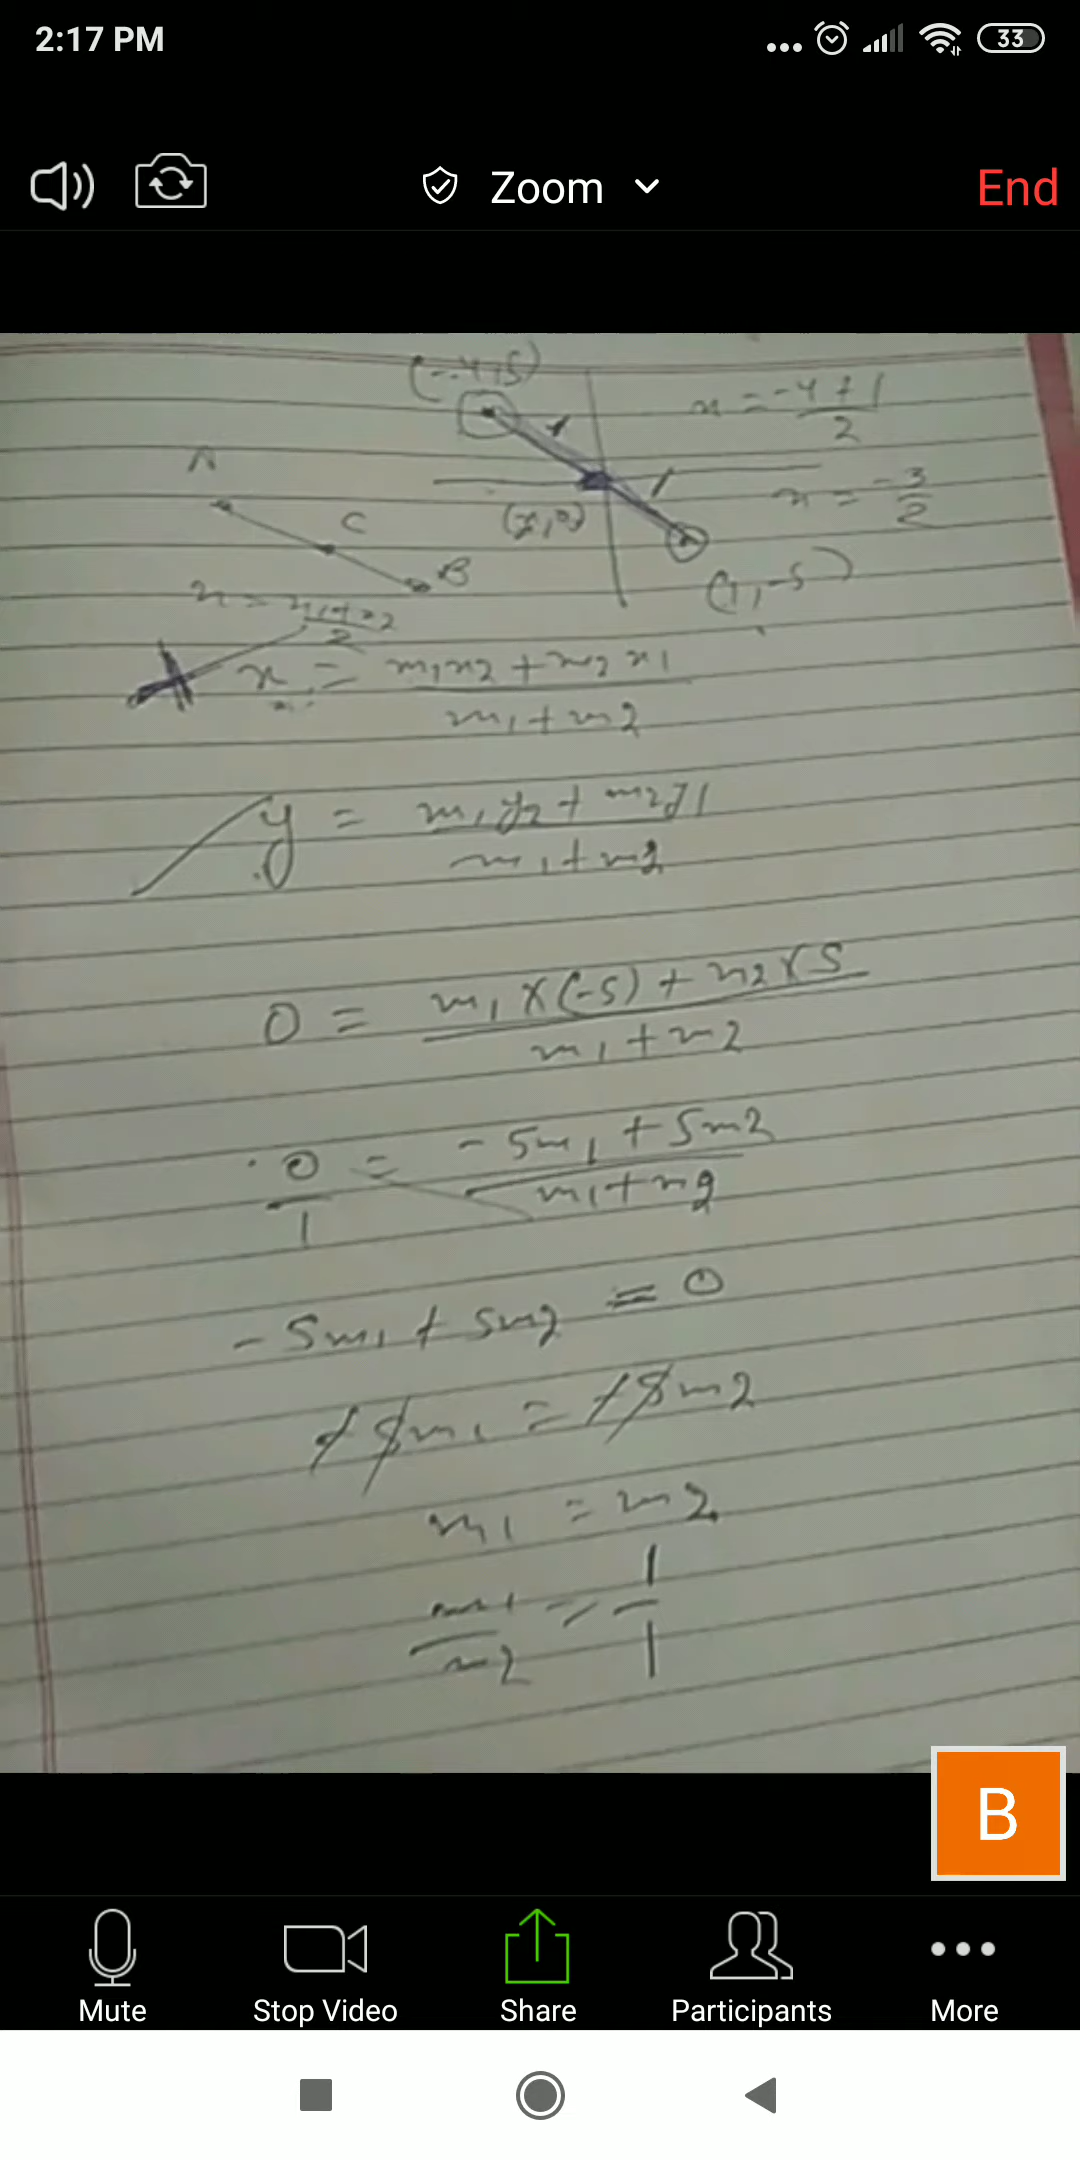 2:17 PM
33
Zoom
End
(-4,5)
x = -4+1/2
A
C
(x,0)
x = -3/2
B
(1,-5)
x = x1+x2/2
x = m1x2 + m2x1/m1+m2
y = m1y2 + m2y1/m1+m2
0 = m1×(-5) + m2×5/m1+m2
0/1 = -5m1 + 5m2/m1+m2
-5m1 + 5m2 = 0
+5m1 = +5m2
m1 = m2
m1/m2 = 1/1
B
Mute
Stop Video
Share
Participants
More